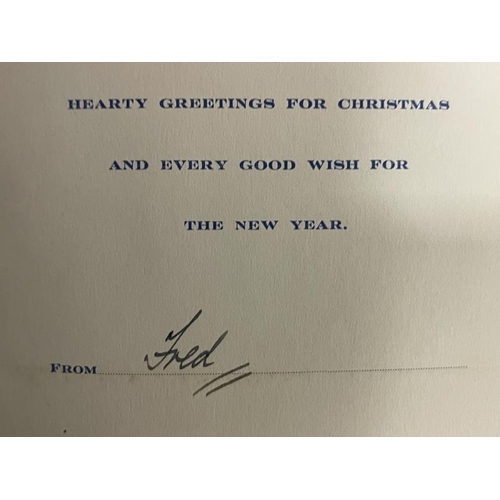 HEARTY GREETINGS FOR CHRISTMAS
AND EVERY GOOD WISH FOR
THE NEW YEAR.
FROM Fred